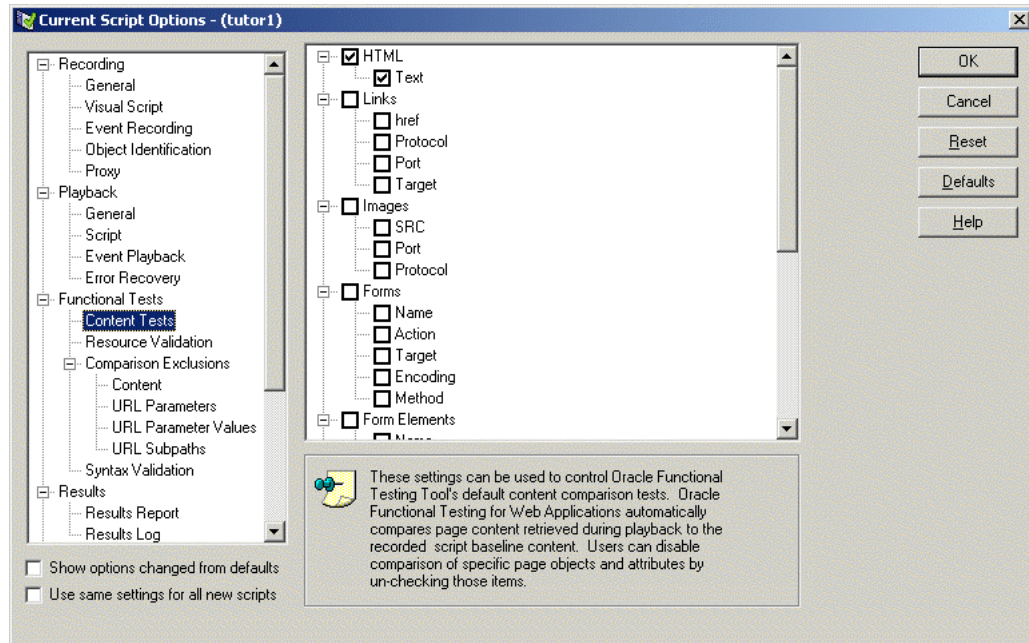 Current Script Options - (tutor1)
Recording
General
Visual Script
Event Recording
Object Identification
Proxy
Playback
General
Script
Event Playback
Error Recovery
Functional Tests
Content Tests
Resource Validation
Comparison Exclusions
Content
URL Parameters
URL Parameter Values
URL Subpaths
Syntax Validation
Results
Results Report
Results Log
Show options changed from defaults
Use same settings for all new scripts
HTML
Text
Links
href
Protocol
Port
Target
Images
SRC
Port
Protocol
Forms
Name
Action
Target
Encoding
Method
Form Elements
These settings can be used to control Oracle Functional
Testing Tool's default content comparison tests. Oracle
Functional Testing for Web Applications automatically
compares page content retrieved during playback to the
recorded script baseline content. Users can disable
comparison of specific page objects and attributes by
un-checking those items.
OK
Cancel
Reset
Defaults
Help